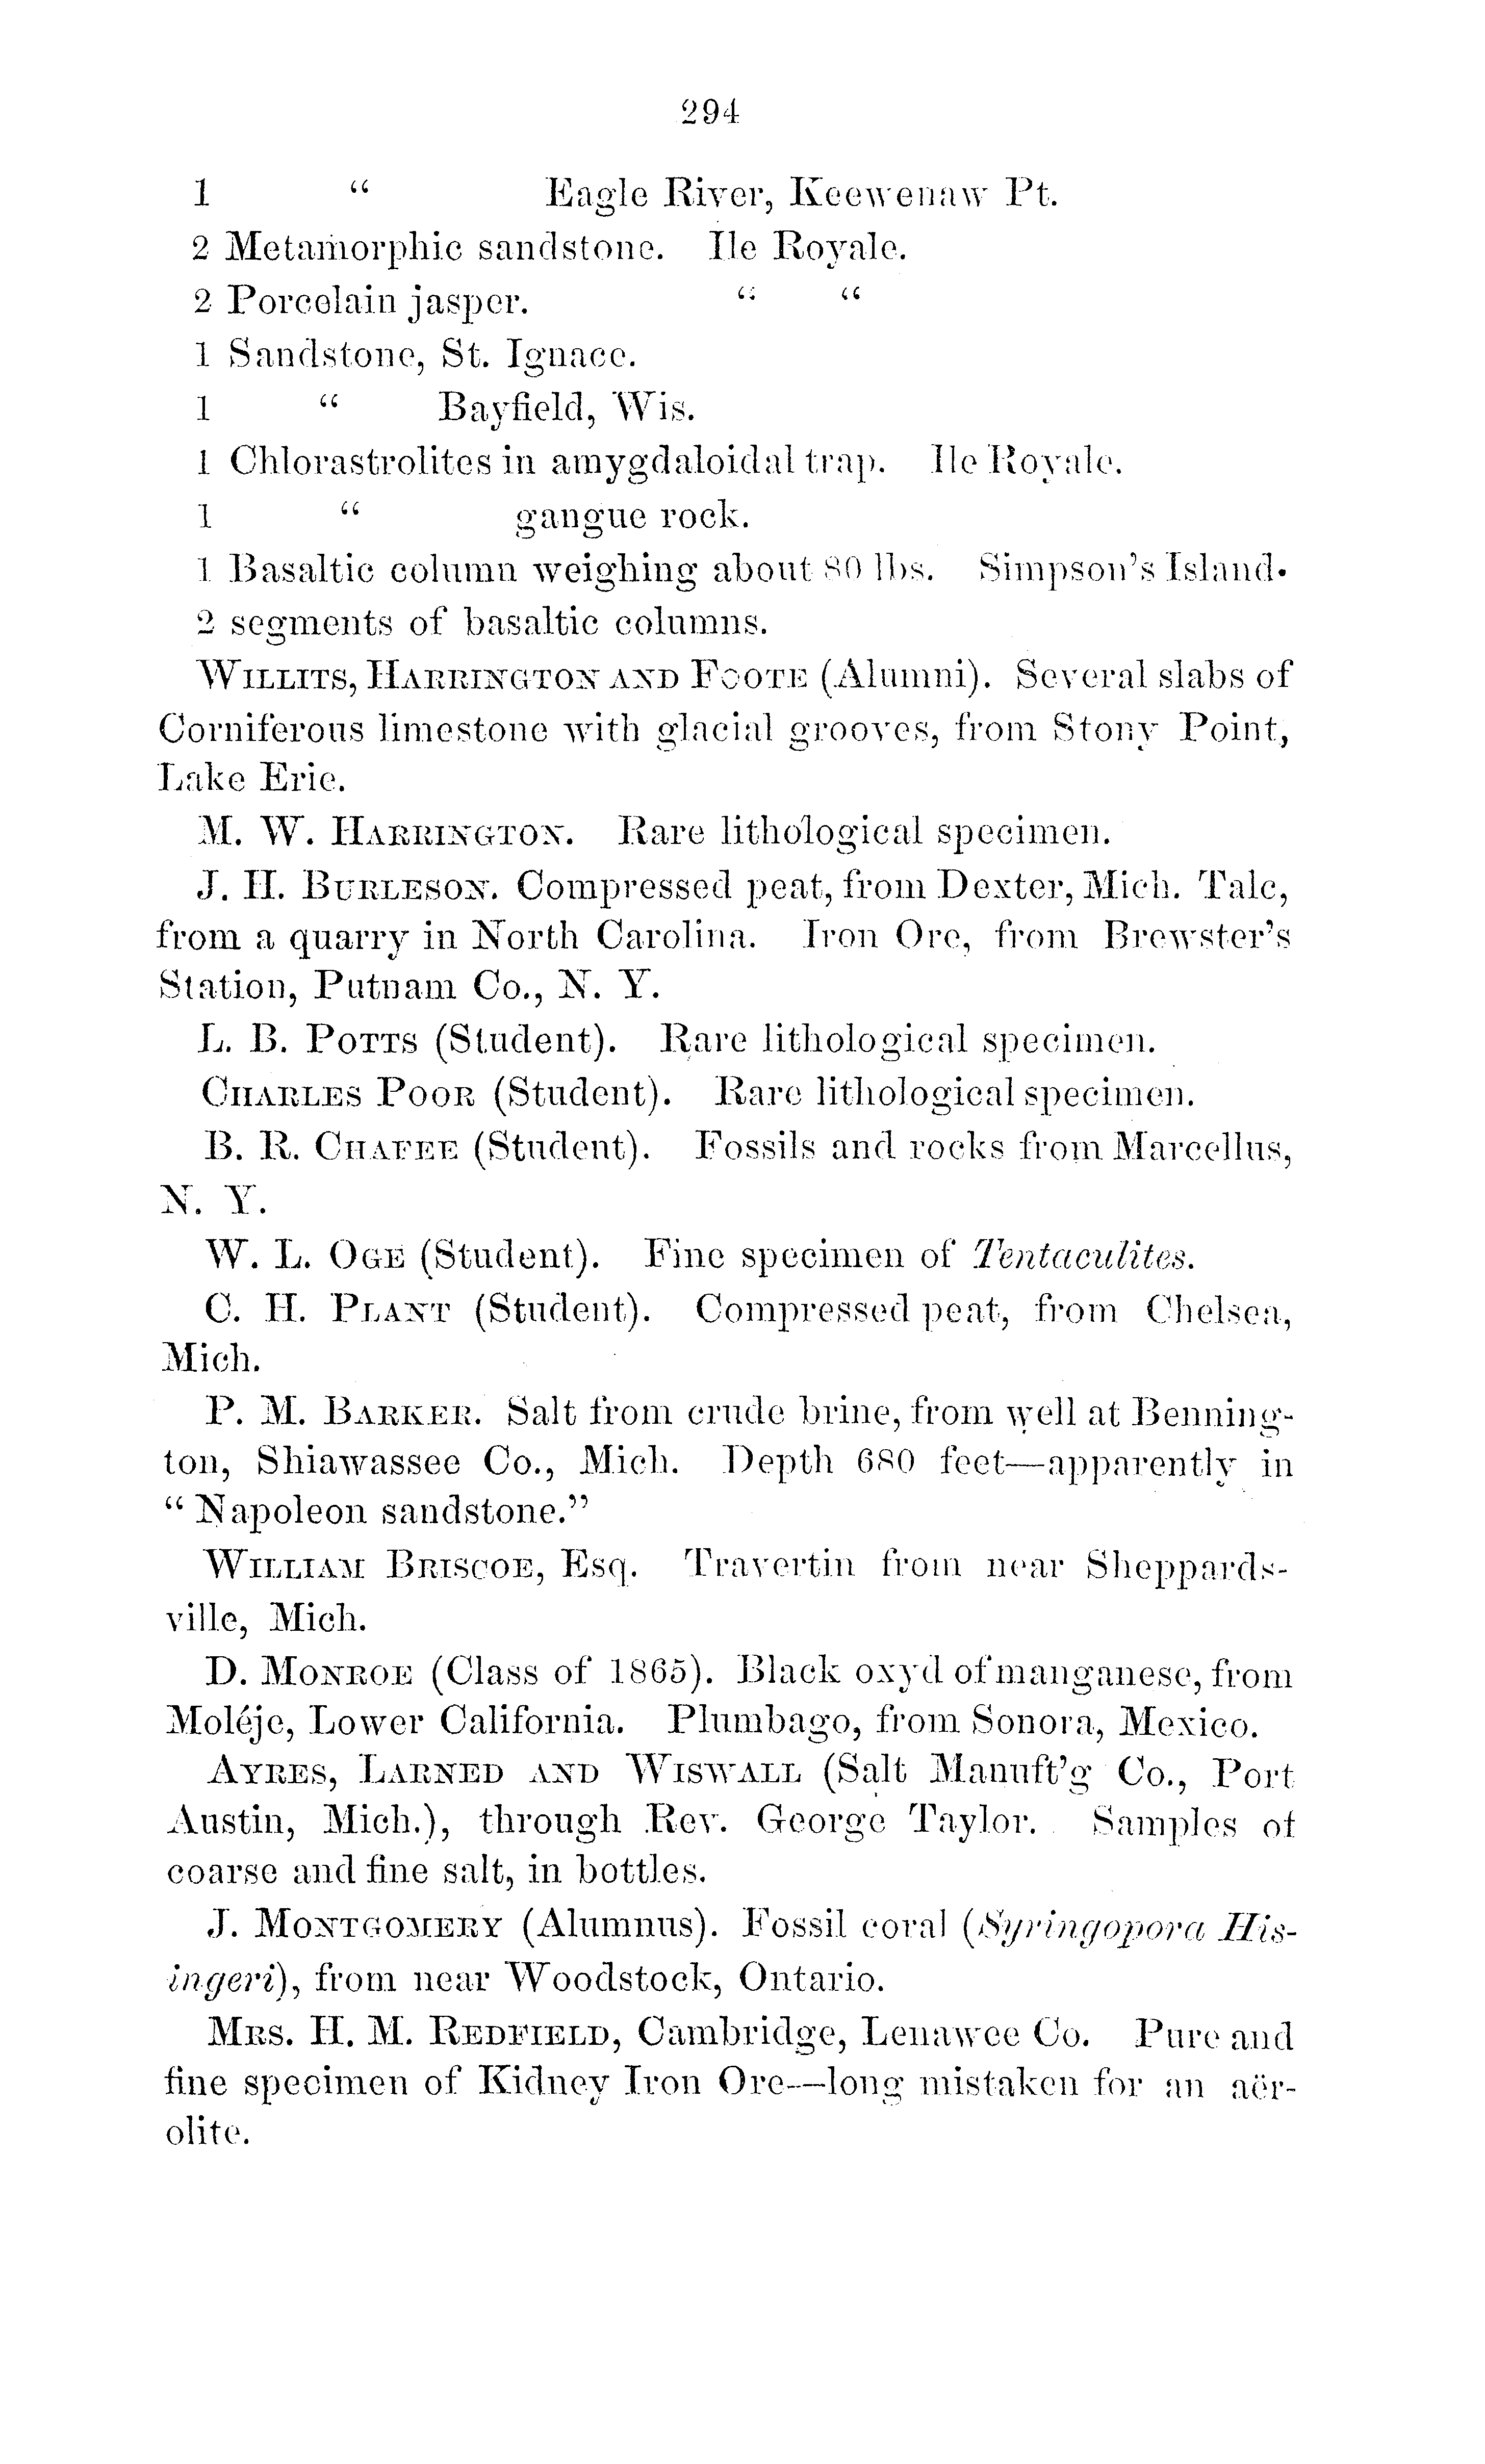 294
1 “ Eagle River, Keewenaw Pt.
2 Metamorphic sandstone. Ile Royale.
2 Porcelain jasper. “ “
1 Sandstone, St. Ignace.
1 “ Bayfield, Wis.
1 Chlorastrolites in amygdaloidal trap. Ile Royale.
1 “ gangue rock.
1 Basaltic column weighing about 80 lbs. Simpson's Island.
2 segments of basaltic columns.
WILLITS, HARRINGTON AND FOOTE (Alumni). Several slabs of
Corniferous limestone with glacial grooves, from Stony Point,
Lake Erie.
M. W. HARRINGTON. Rare lithological specimen.
J. H. BURLESON. Compressed peat, from Dexter, Mich. Talc,
from a quarry in North Carolina. Iron Ore, from Brewster's
Station, Putnam Co., N. Y.
L. B. POTTS (Student). Rare lithological specimen.
CHARLES POOR (Student). Rare lithological specimen.
B. R. CHAFEE (Student). Fossils and rocks from Marcellus,
N. Y.
W. L. OGE (Student). Fine specimen of Tentaculites.
C. H. PLANT (Student). Compressed peat, from Chelsea,
Mich.
P. M. BARKER. Salt from crude brine, from well at Benning-
ton, Shiawassee Co., Mich. Depth 680 feet—apparently in
“ Napoleon sandstone.”
WILLIAM BRISCOE, Esq. Travertin from near Sheppards-
ville, Mich.
D. MONROE (Class of 1865). Black oxyd of manganese, from
Moléje, Lower California. Plumbago, from Sonora, Mexico.
AYRES, LARNED AND WISWALL (Salt Manuft'g Co., Port
Austin, Mich.), through Rev. George Taylor. Samples of
coarse and fine salt, in bottles.
J. MONTGOMERY (Alumnus). Fossil coral (Syringopora His-
ingeri), from near Woodstock, Ontario.
MRS. H. M. REDFIELD, Cambridge, Lenawee Co. Pure and
fine specimen of Kidney Iron Ore—long mistaken for an aër-
olite.